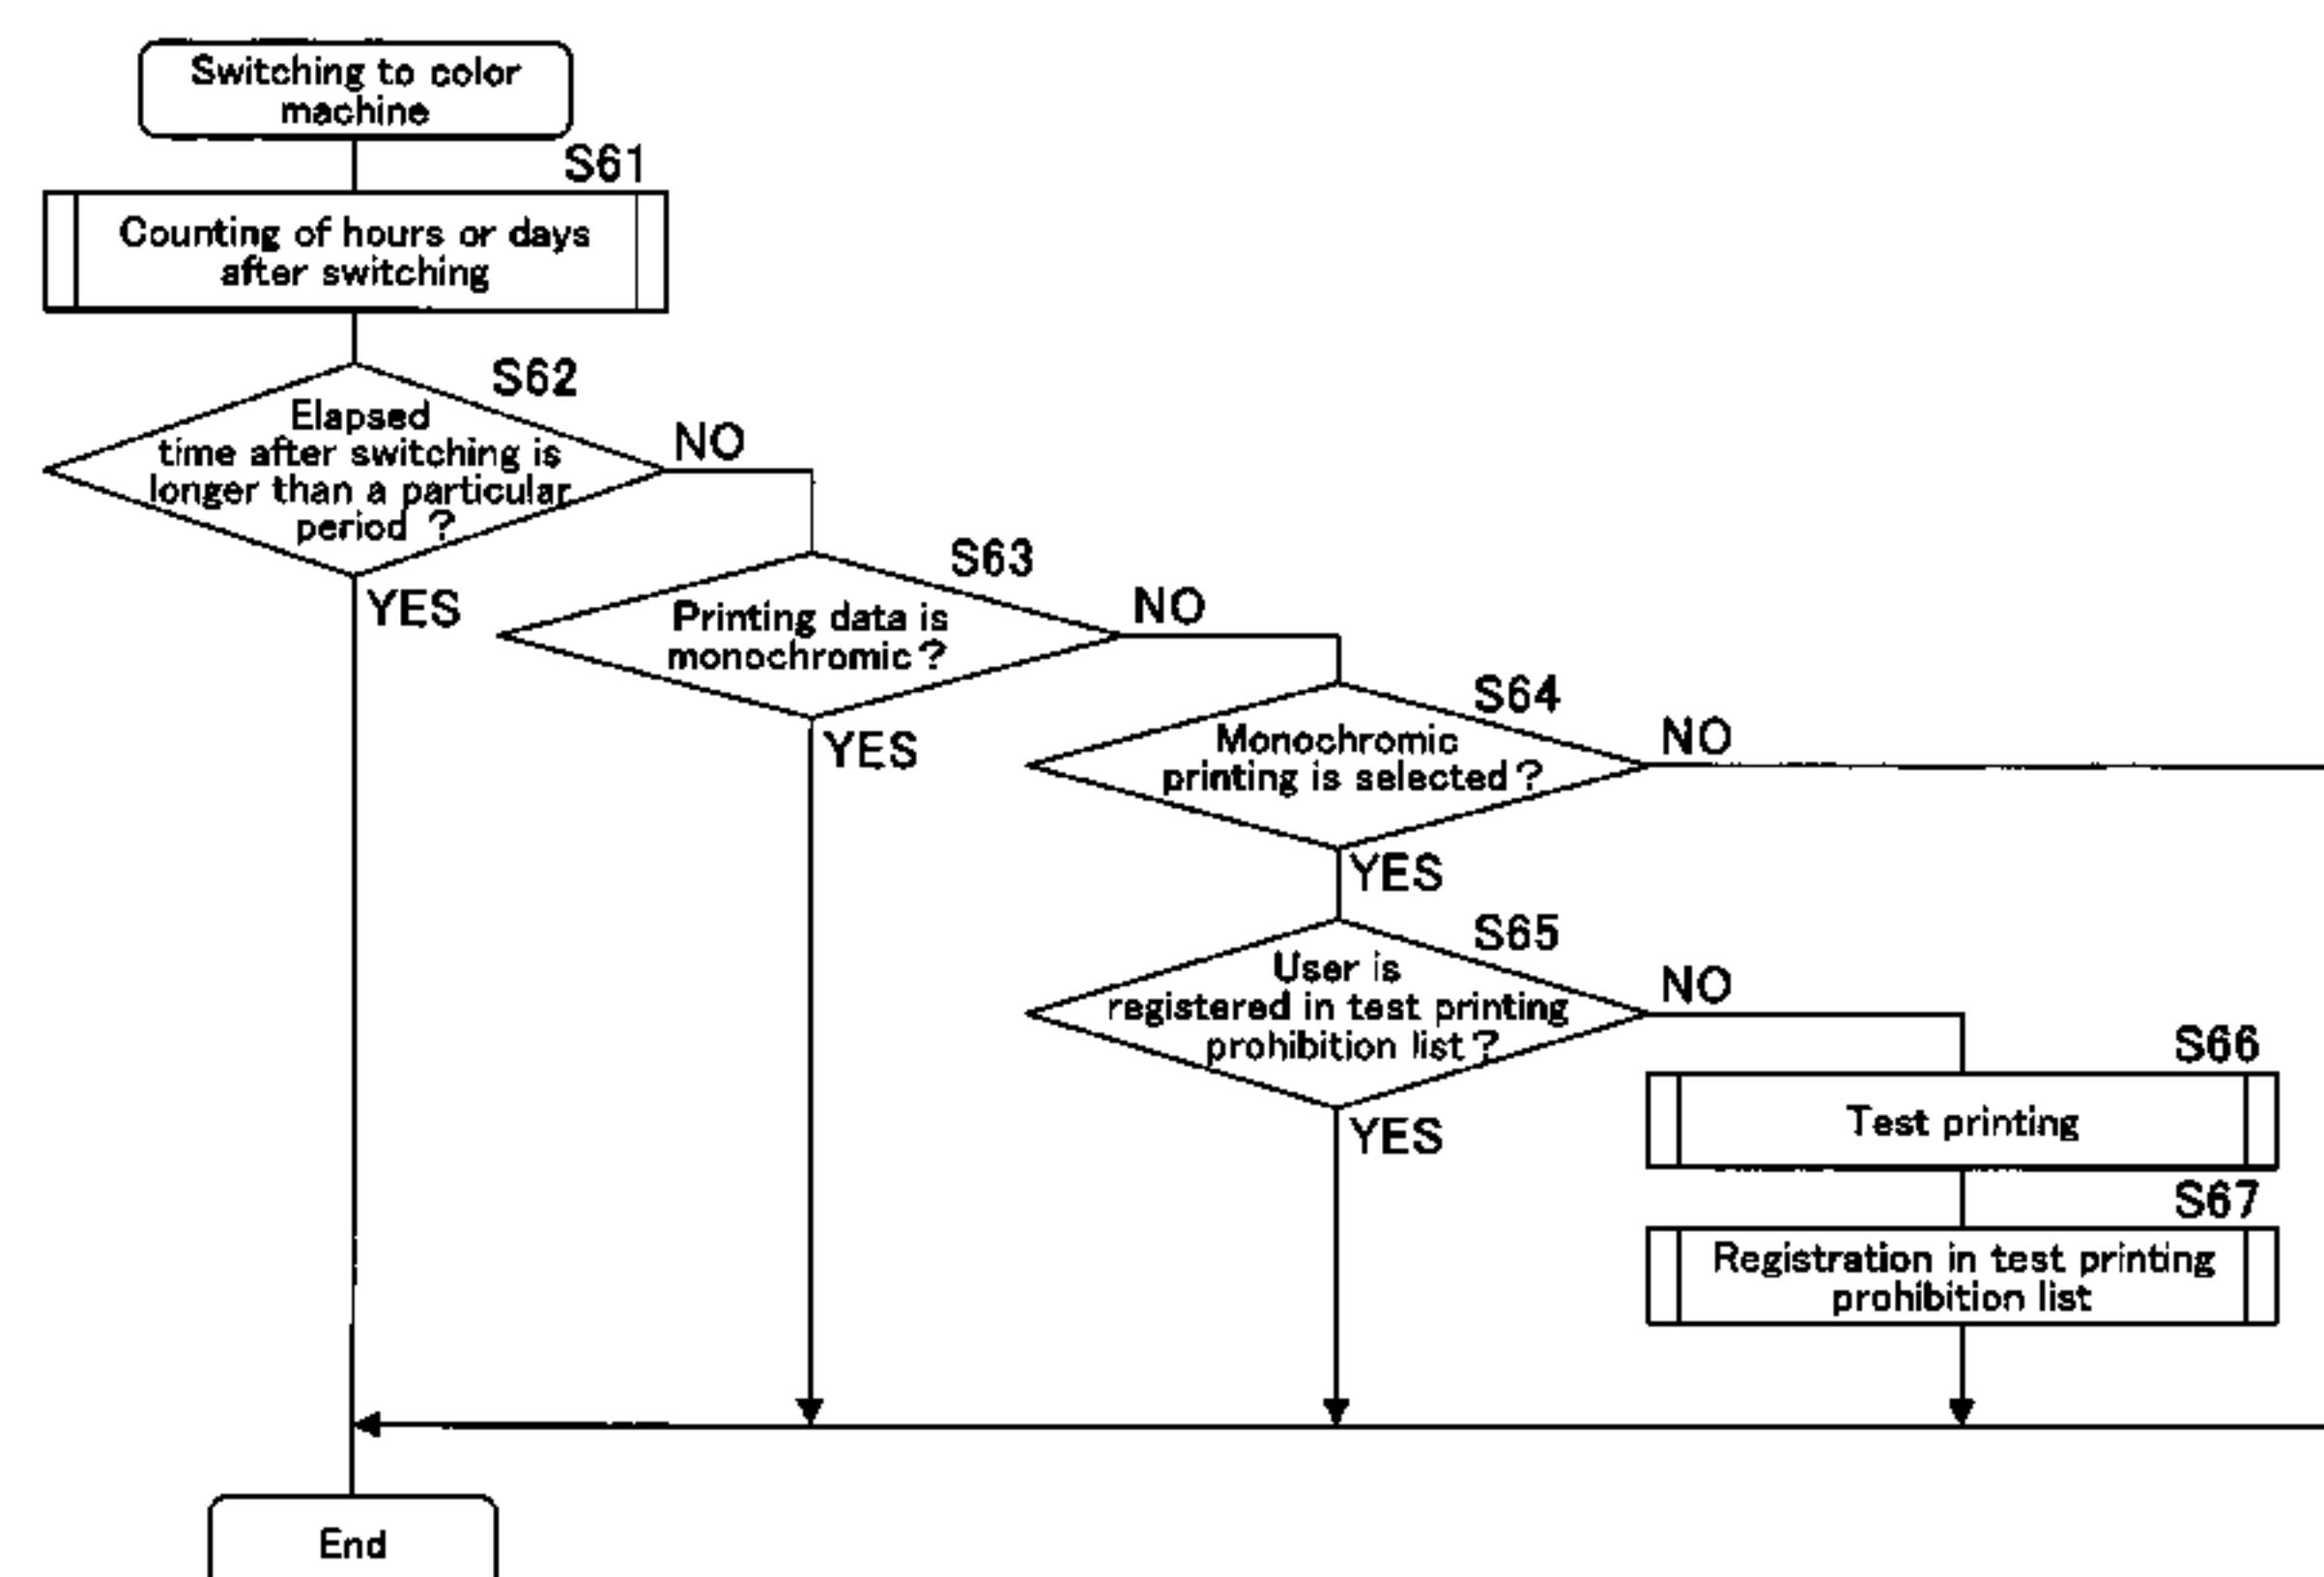 Switching to color
machine
S61
Counting of hours or days
after switching
S62
Elapsed
time after switching is
longer than a particular
period ?
NO
YES
S63
Printing data is
monochromic?
NO
YES
S64
Monochromic
printing is selected?
NO
YES
S65
User is
registered in test printing
prohibition list?
NO
YES
S66
Test printing
S67
Registration in test printing
prohibition list
End